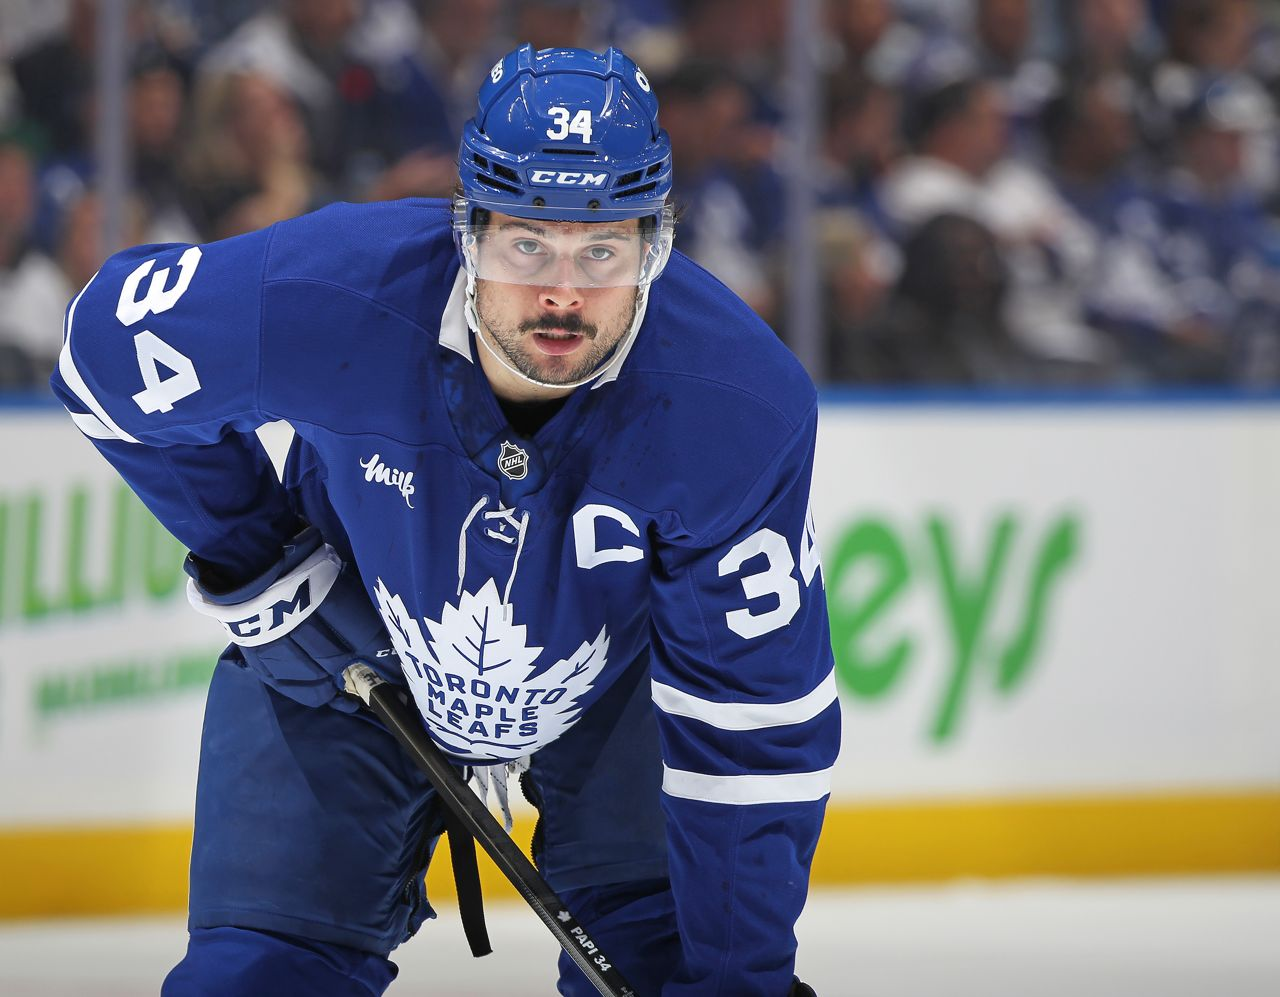 34
CCM
34
NHL
Milk
C
34
CCM
TORONTO
MAPLE
LEAFS
eys
PAPI 34